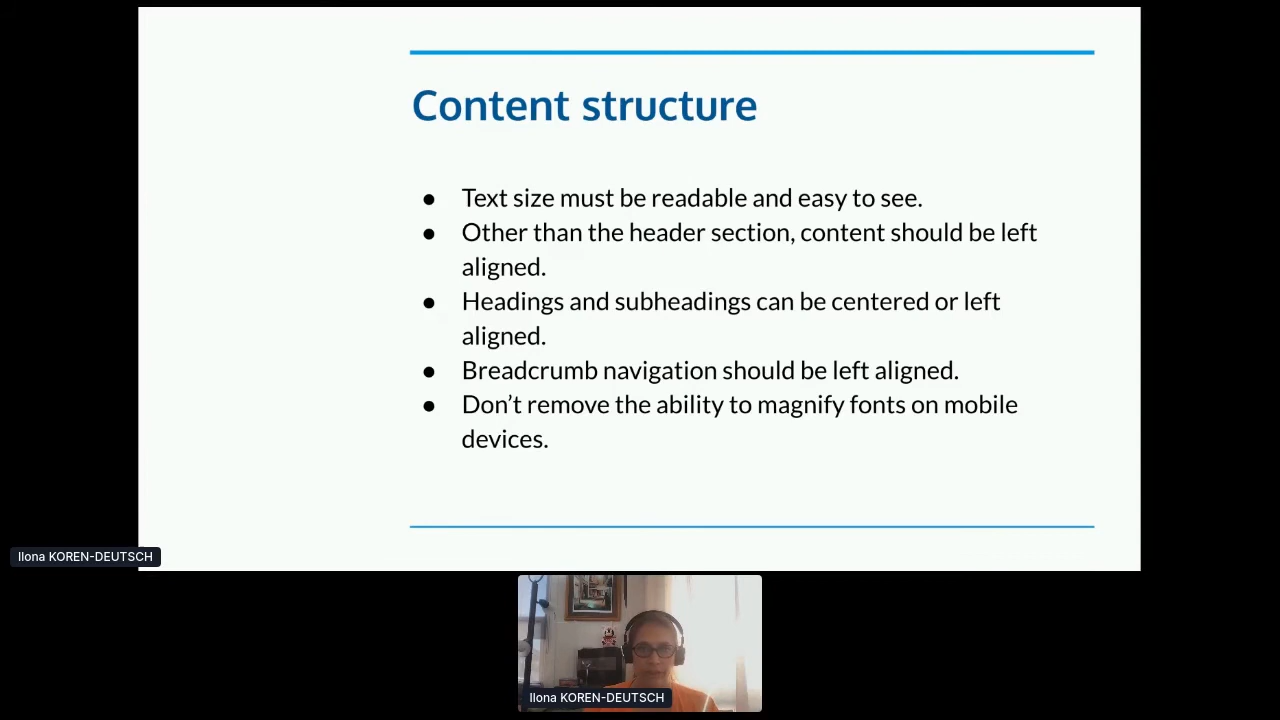 Content structure
● Text size must be readable and easy to see.
● Other than the header section, content should be left
aligned.
● Headings and subheadings can be centered or left
aligned.
● Breadcrumb navigation should be left aligned.
● Don’t remove the ability to magnify fonts on mobile
devices.
Ilona KOREN-DEUTSCH
Ilona KOREN-DEUTSCH